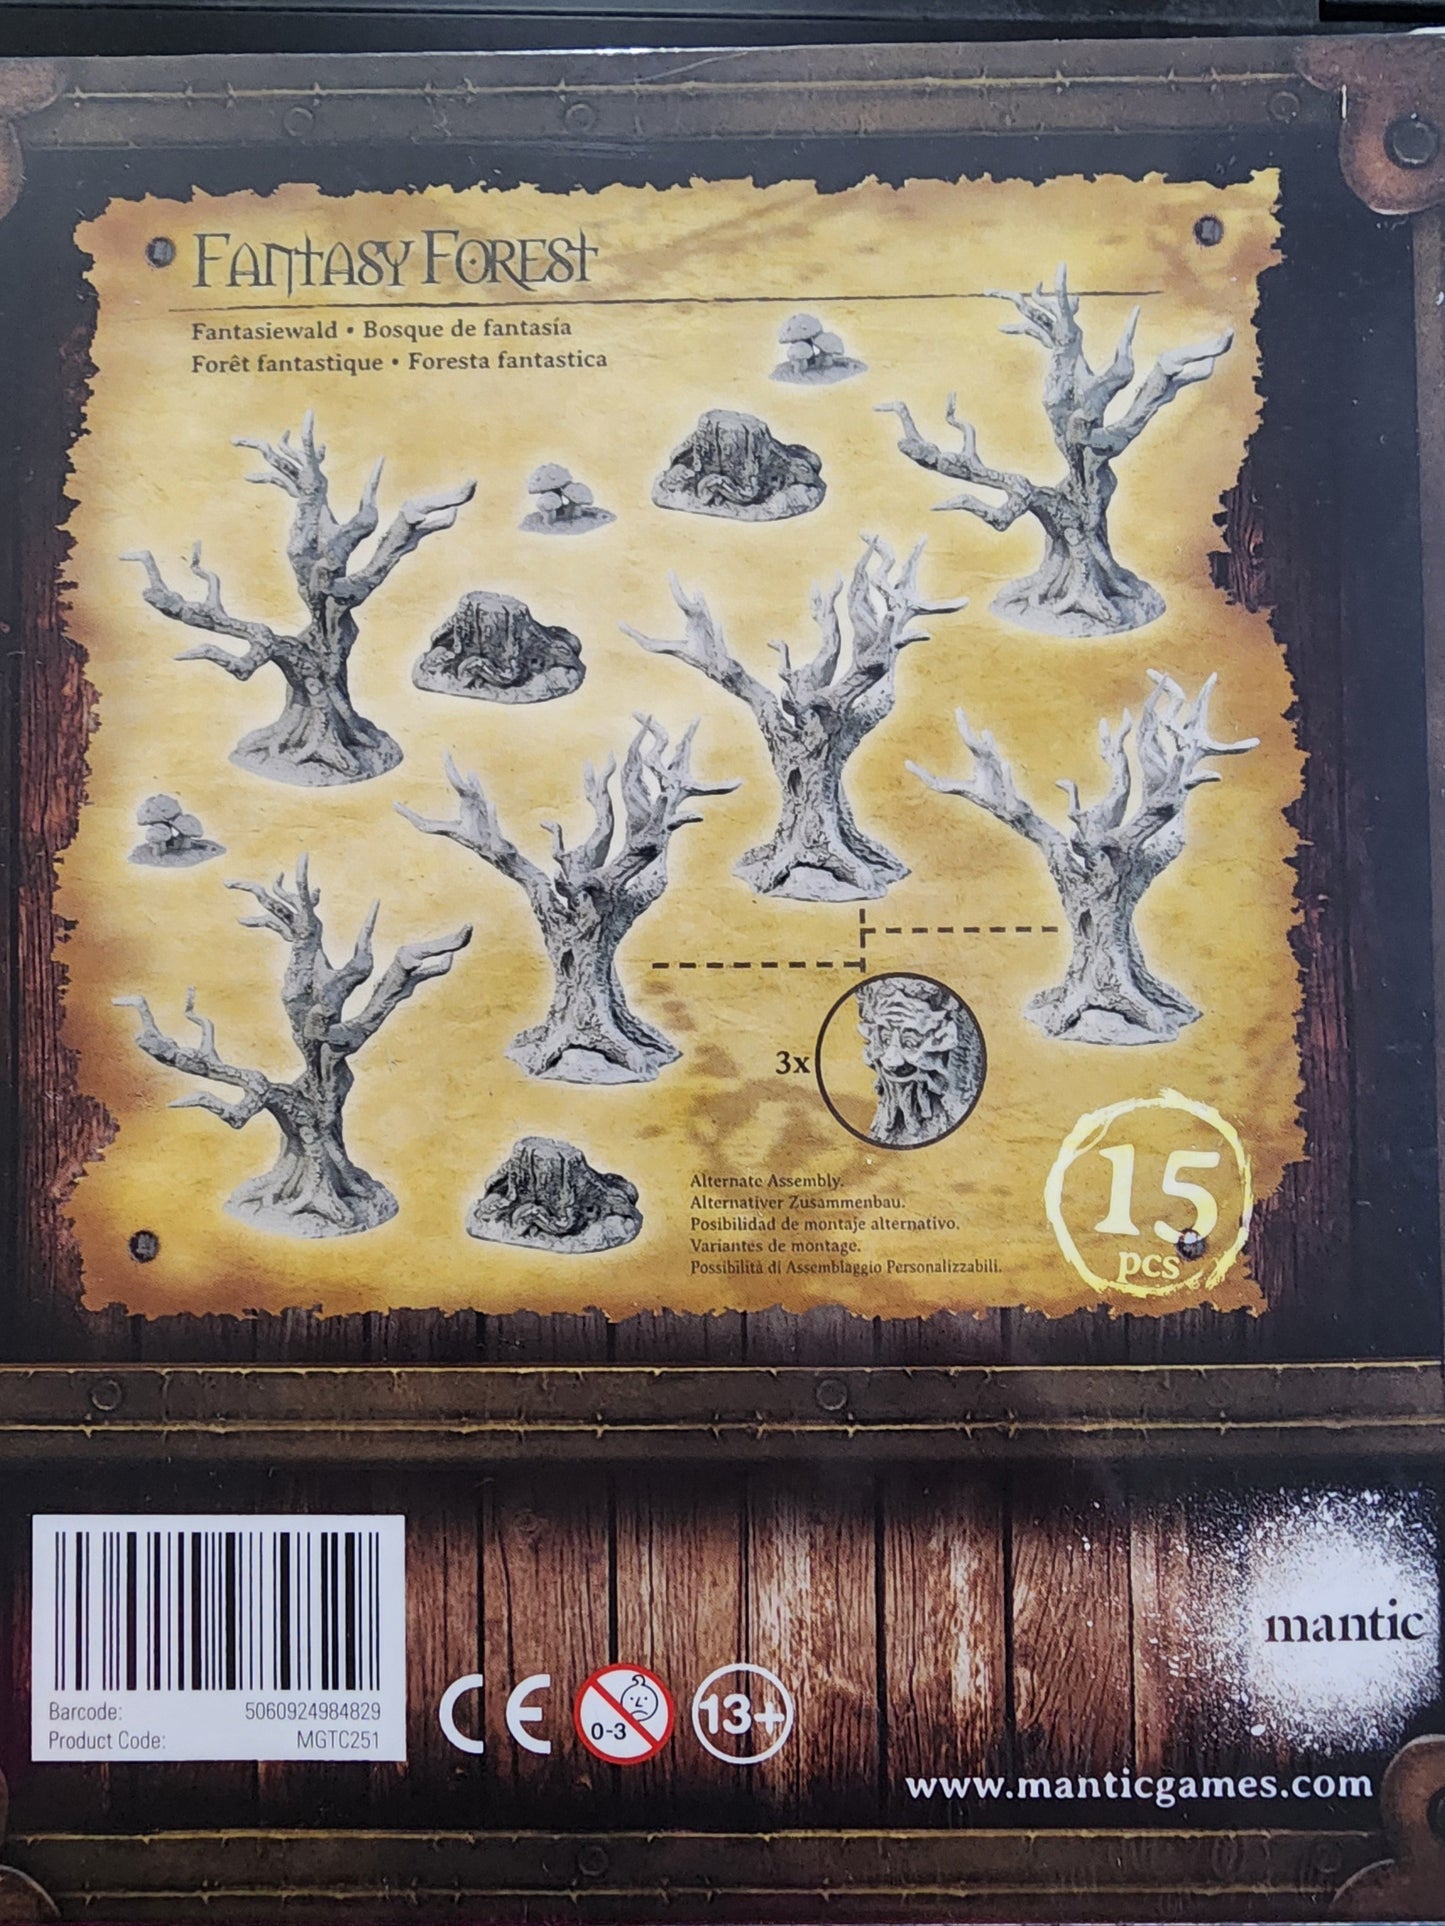 Fantasy Forest
Fantasiewald • Bosque de fantasía
Forêt fantastique • Foresta fantastica
3x
Alternate Assembly.
Alternativer Zusammenbau.
Posibilidad de montaje alternativo.
Variantes de montage.
Possibilità di Assemblaggio Personalizzabili.
15
pcs
mantic
Barcode: 5060924984829
Product Code: MGTC251
CE
0-3
13+
www.manticgames.com